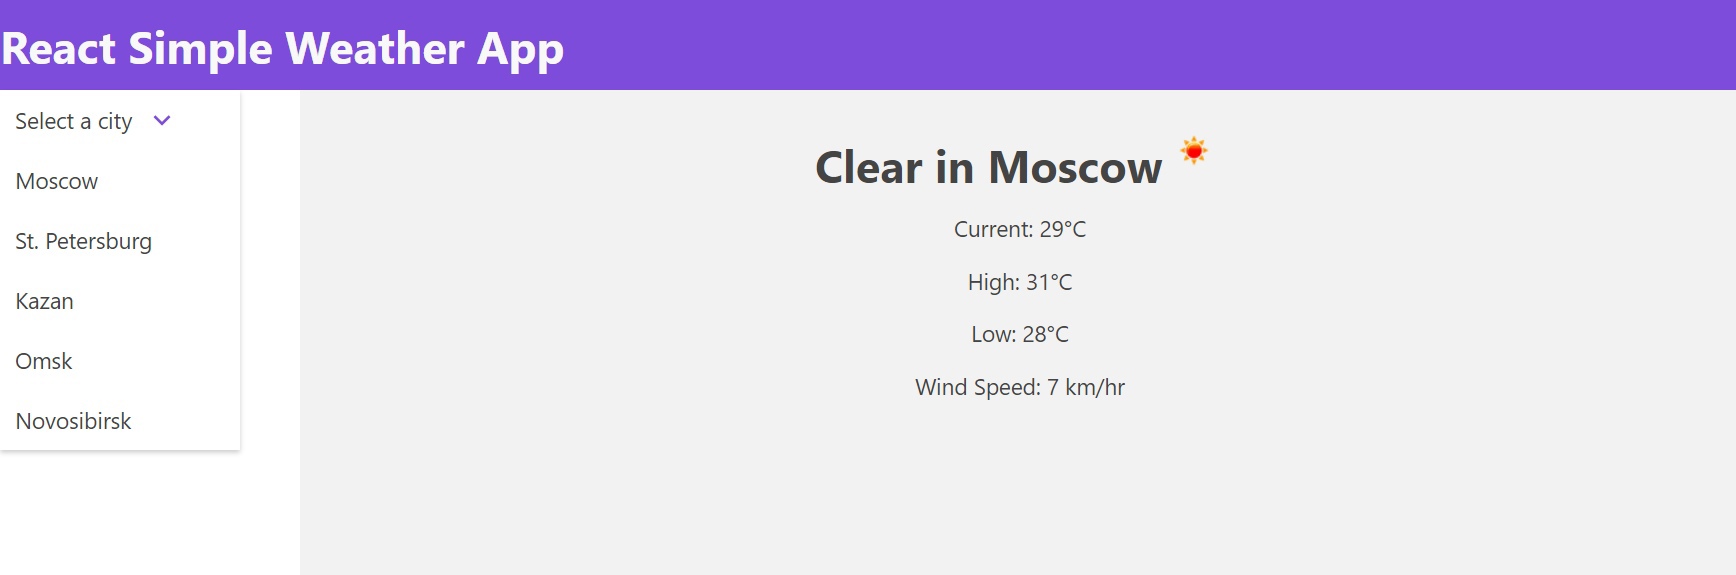 React Simple Weather App
Select a city
Moscow
St. Petersburg
Kazan
Omsk
Novosibirsk
Clear in Moscow
Current: 29°C
High: 31°C
Low: 28°C
Wind Speed: 7 km/hr